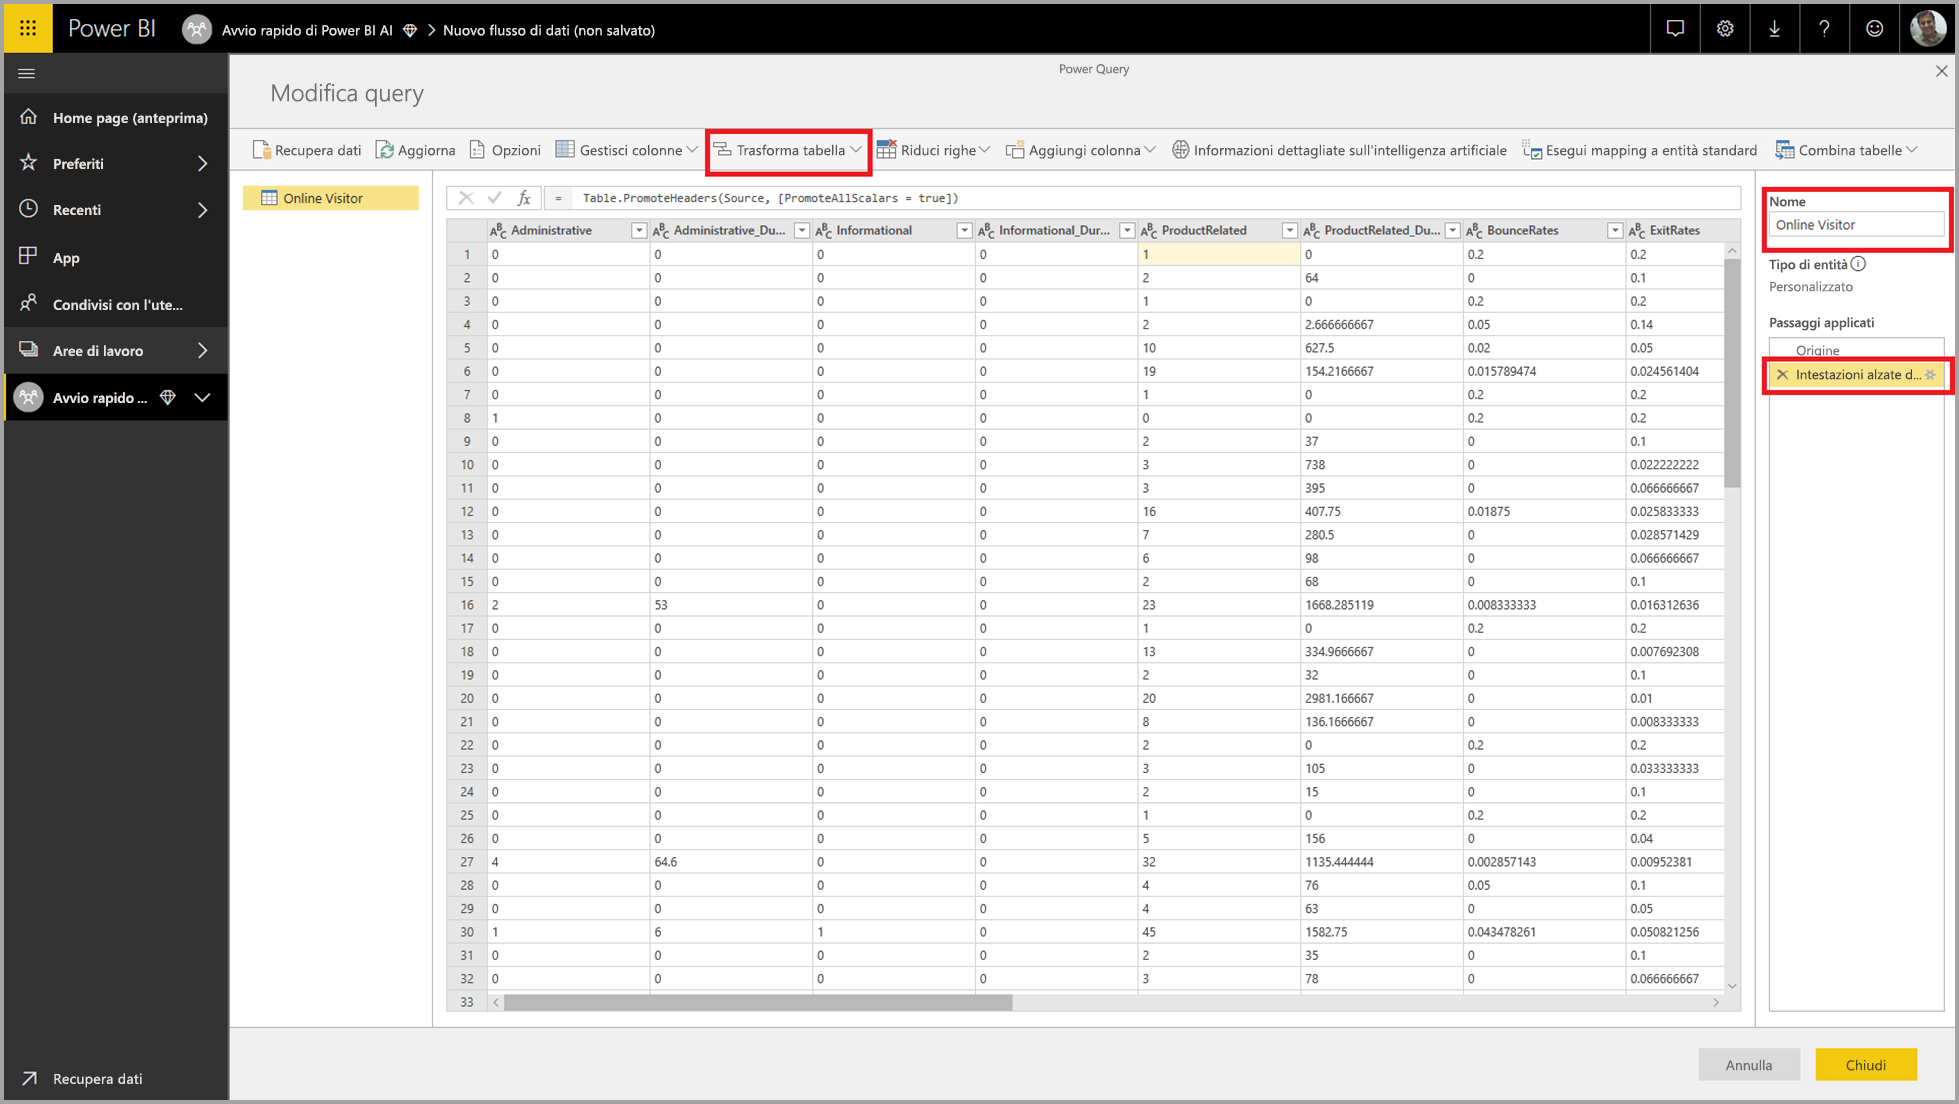 Power BI Avvio rapido di Power BI AI > Nuovo flusso di dati (non salvato)
Power Query
Modifica query
Home page (anteprima)
Preferiti
Recenti
App
Condivisi con l'ute...
Aree di lavoro
Avvio rapido ...
Recupera dati
Recupera dati Aggiorna Opzioni Gestisci colonne Trasforma tabella Riduci righe Aggiungi colonna Informazioni dettagliate sull'intelligenza artificiale Esegui mapping a entità standard Combina tabelle
Online Visitor
fx = Table.PromoteHeaders(Source, [PromoteAllScalars = true])
Administrative Administrative_Du... Informational Informational_Dur... ProductRelated ProductRelated_Du... BounceRates ExitRates
1 0 0 0 0 1 0 0.2 0.2
2 0 0 0 0 2 64 0 0.1
3 0 0 0 0 1 0 0.2 0.2
4 0 0 0 0 2 2.666666667 0.05 0.14
5 0 0 0 0 10 627.5 0.02 0.05
6 0 0 0 0 19 154.2166667 0.015789474 0.024561404
7 0 0 0 0 1 0 0.2 0.2
8 1 0 0 0 0 0 0.2 0.2
9 0 0 0 0 2 37 0 0.1
10 0 0 0 0 3 738 0 0.022222222
11 0 0 0 0 3 395 0 0.066666667
12 0 0 0 0 16 407.75 0.01875 0.025833333
13 0 0 0 0 7 280.5 0 0.028571429
14 0 0 0 0 6 98 0 0.066666667
15 0 0 0 0 2 68 0 0.1
16 2 53 0 0 23 1668.285119 0.008333333 0.016312636
17 0 0 0 0 1 0 0.2 0.2
18 0 0 0 0 13 334.9666667 0 0.007692308
19 0 0 0 0 2 32 0 0.1
20 0 0 0 0 20 2981.166667 0 0.01
21 0 0 0 0 8 136.1666667 0 0.008333333
22 0 0 0 0 2 0 0.2 0.2
23 0 0 0 0 3 105 0 0.033333333
24 0 0 0 0 2 15 0 0.1
25 0 0 0 0 1 0 0.2 0.2
26 0 0 0 0 5 156 0 0.04
27 4 64.6 0 0 32 1135.444444 0.002857143 0.00952381
28 0 0 0 0 4 76 0.05 0.1
29 0 0 0 0 4 63 0 0.05
30 1 6 1 0 45 1582.75 0.043478261 0.050821256
31 0 0 0 0 2 35 0 0.1
32 0 0 0 0 3 78 0 0.066666667
33
Nome
Online Visitor
Tipo di entità
Personalizzato
Passaggi applicati
Origine
Intestazioni alzate d...
Annulla Chiudi